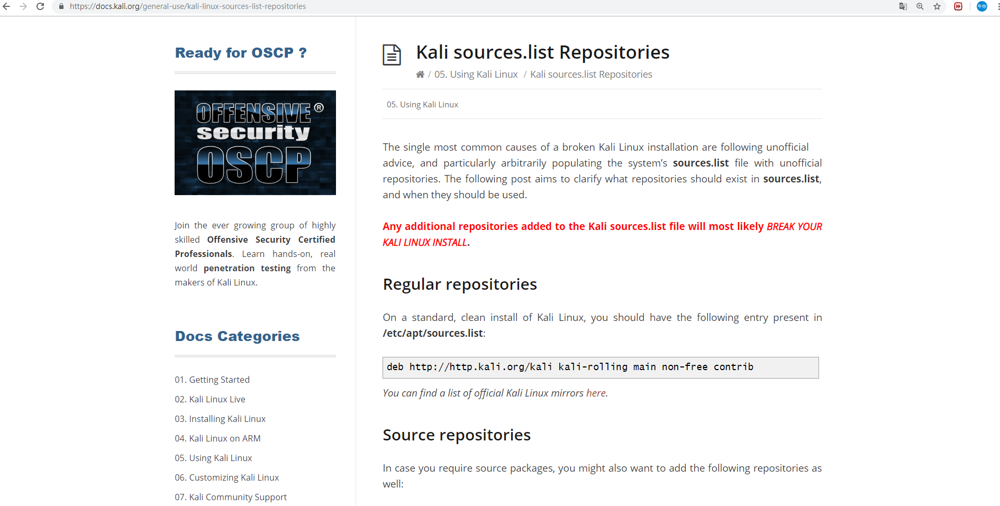 https://docs.kali.org/general-use/kali-linux-sources-list-repositories
牛你
Ready for OSCP ?
OFFENSIVE®
security
OSCP
Join the ever growing group of highly
skilled Offensive Security Certified
Professionals. Learn hands-on, real
world penetration testing from the
makers of Kali Linux.
Docs Categories
01. Getting Started
02. Kali Linux Live
03. Installing Kali Linux
04. Kali Linux on ARM
05. Using Kali Linux
06. Customizing Kali Linux
07. Kali Community Support
Kali sources.list Repositories
/ 05. Using Kali Linux / Kali sources.list Repositories
05. Using Kali Linux
The single most common causes of a broken Kali Linux installation are following unofficial
advice, and particularly arbitrarily populating the system’s sources.list file with unofficial
repositories. The following post aims to clarify what repositories should exist in sources.list,
and when they should be used.
Any additional repositories added to the Kali sources.list file will most likely BREAK YOUR
KALI LINUX INSTALL.
Regular repositories
On a standard, clean install of Kali Linux, you should have the following entry present in
/etc/apt/sources.list:
deb http://http.kali.org/kali kali-rolling main non-free contrib
You can find a list of official Kali Linux mirrors here.
Source repositories
In case you require source packages, you might also want to add the following repositories as
well: